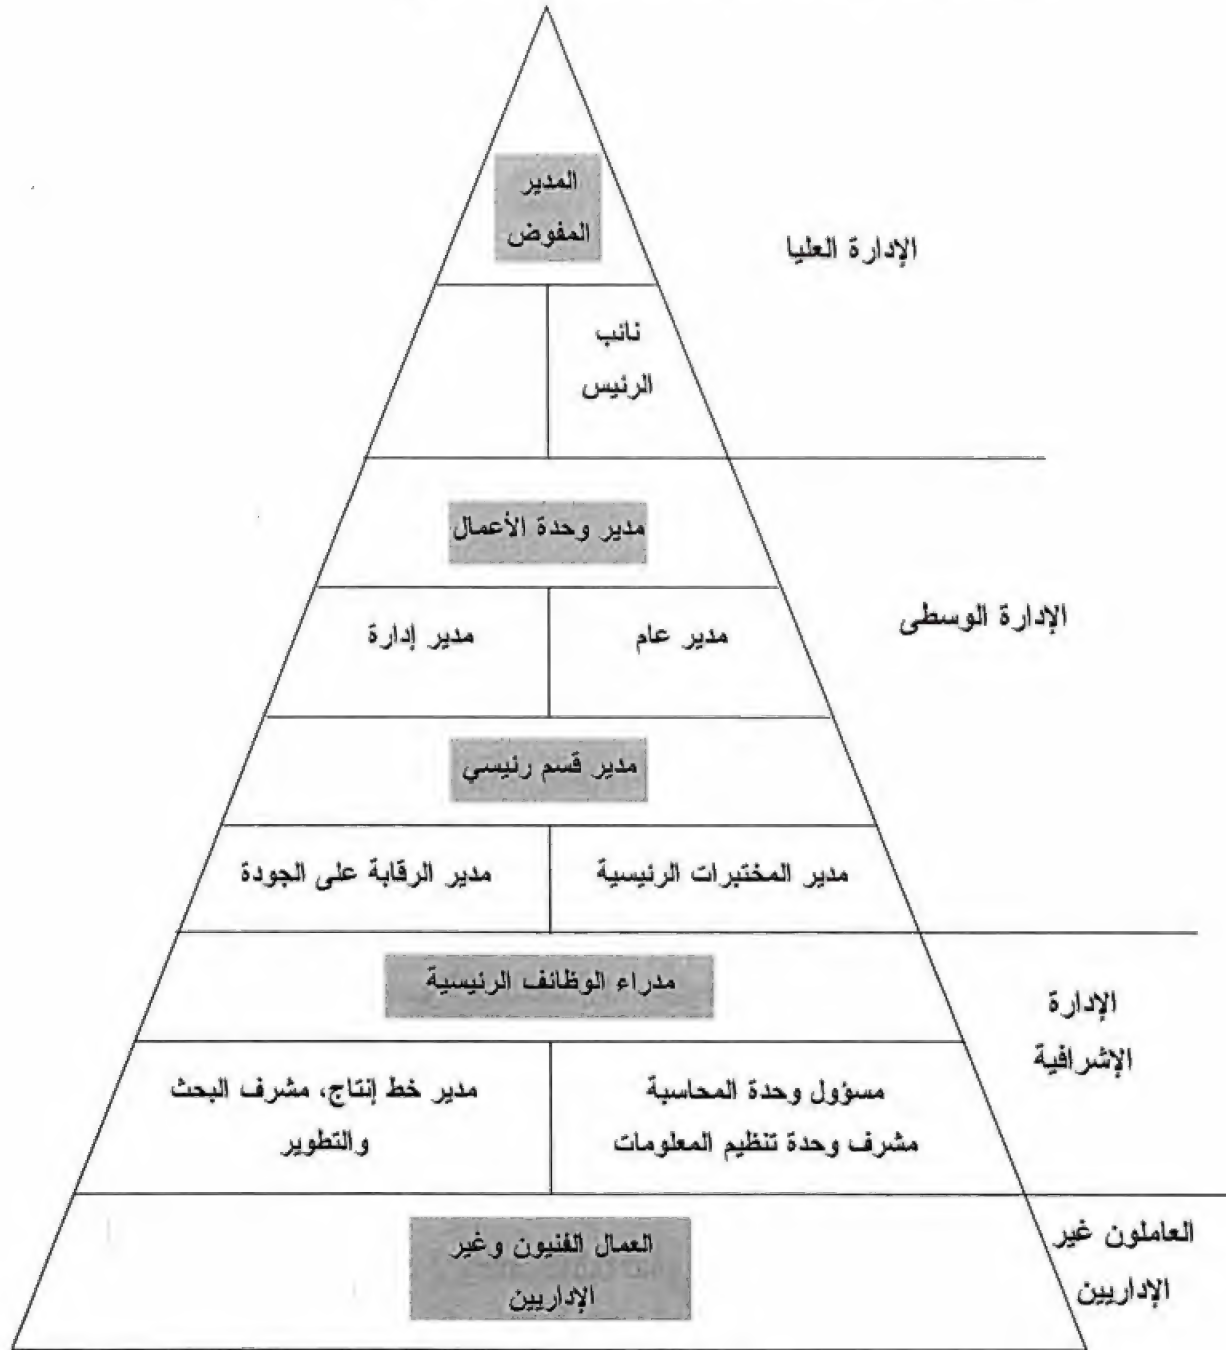 المدير
المفوض
الإدارة العليا
نائب
الرئيس
مدير وحدة الأعمال
الإدارة الوسطى
مدير عام
مدير إدارة
مدير قسم رئيسي
مدير المختبرات الرئيسية
مدير الرقابة على الجودة
مدراء الوظائف الرئيسية
الإدارة
الإشرافية
مسؤول وحدة المحاسبة
مشرف وحدة تنظيم المعلومات
مدير خط إنتاج، مشرف البحث
والتطوير
العمال الفنيون وغير
الإداريين
العاملون غير
الإداريين